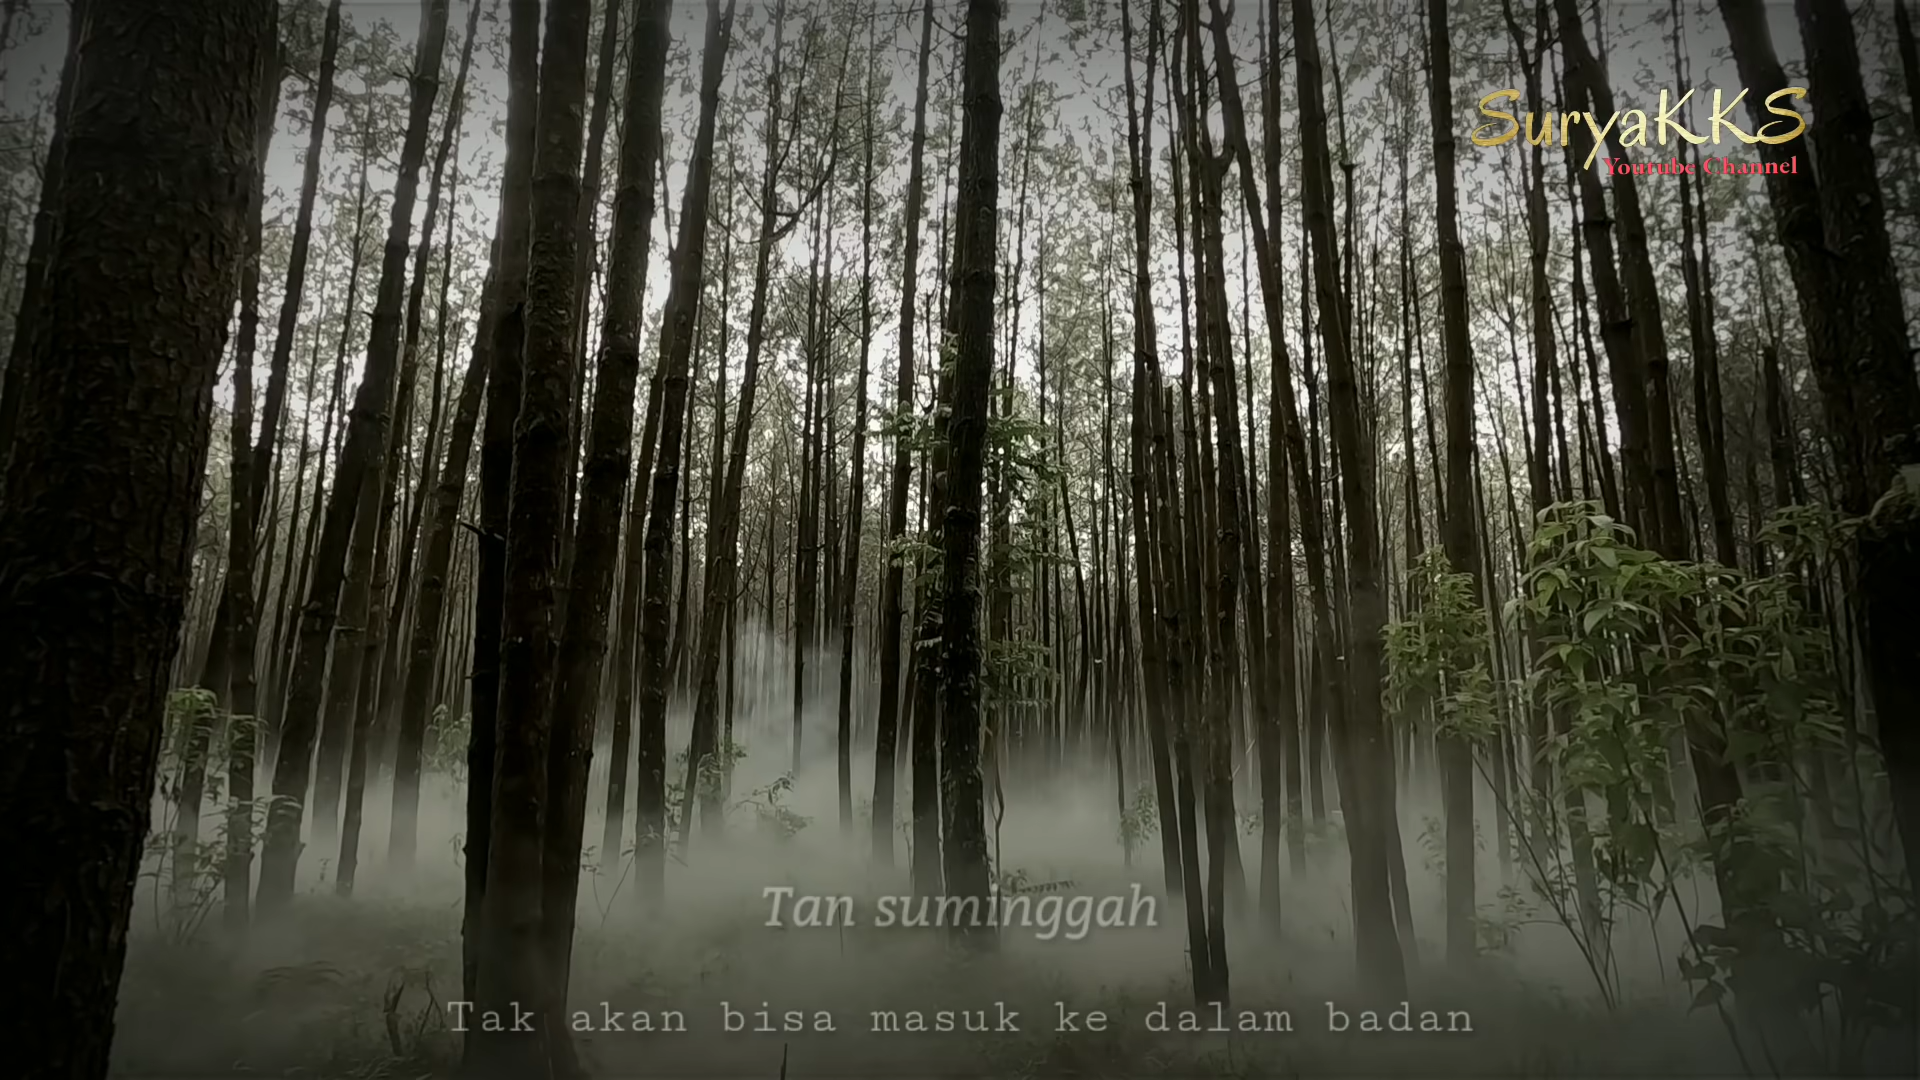 SuryaKKS
Youtube Channel
Tan suminggah
Tak akan bisa masuk ke dalam badan